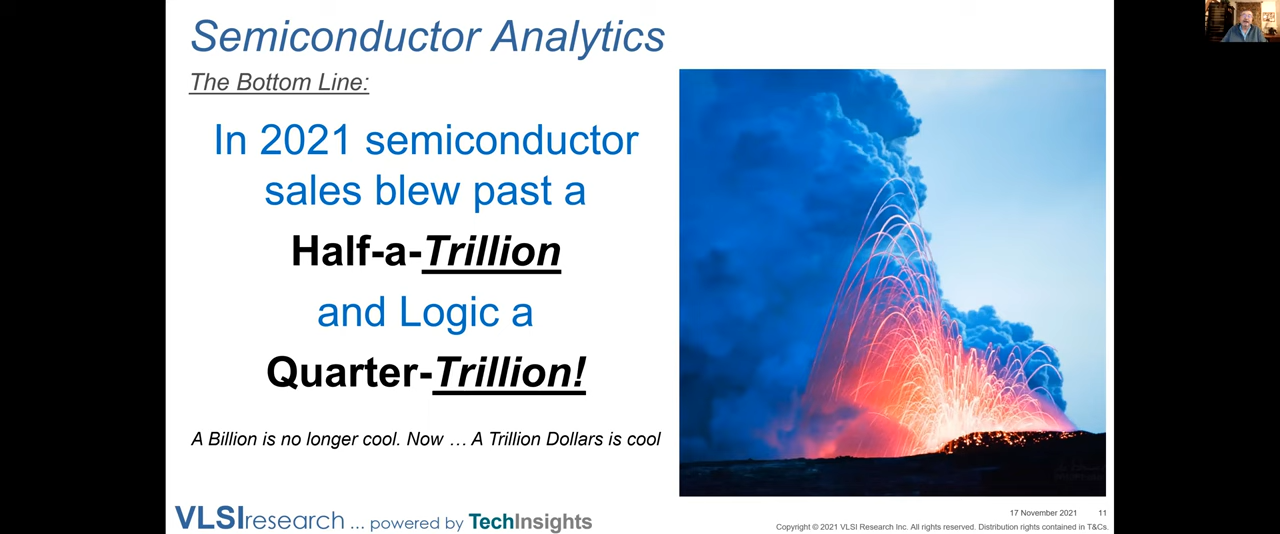 Semiconductor Analytics
The Bottom Line:
In 2021 semiconductor
sales blew past a
Half-a-Trillion
and Logic a
Quarter-Trillion!
A Billion is no longer cool. Now … A Trillion Dollars is cool
VLSIresearch ... powered by TechInsights
17 November 2021 11
Copyright © 2021 VLSI Research Inc. All rights reserved. Distribution rights contained in T&Cs.